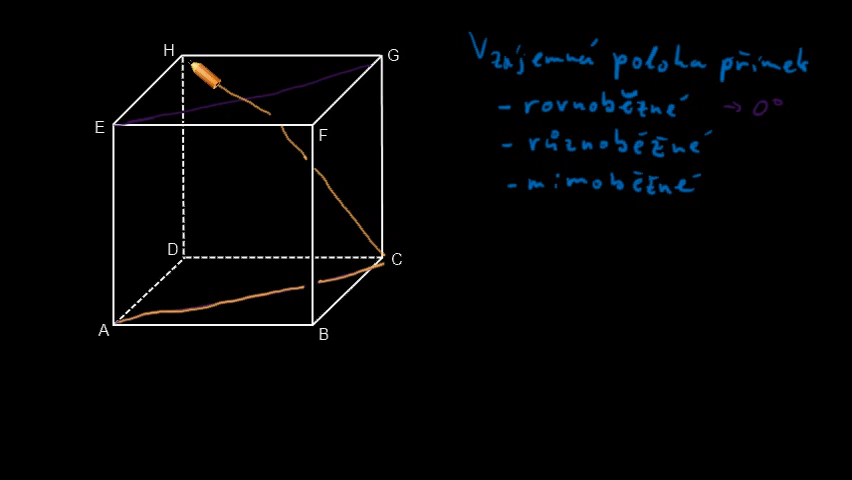 Vzájemná poloha přímek
- rovnoběžné → 0°
- různoběžné
- mimoběžné
H
G
E
F
D
C
A
B